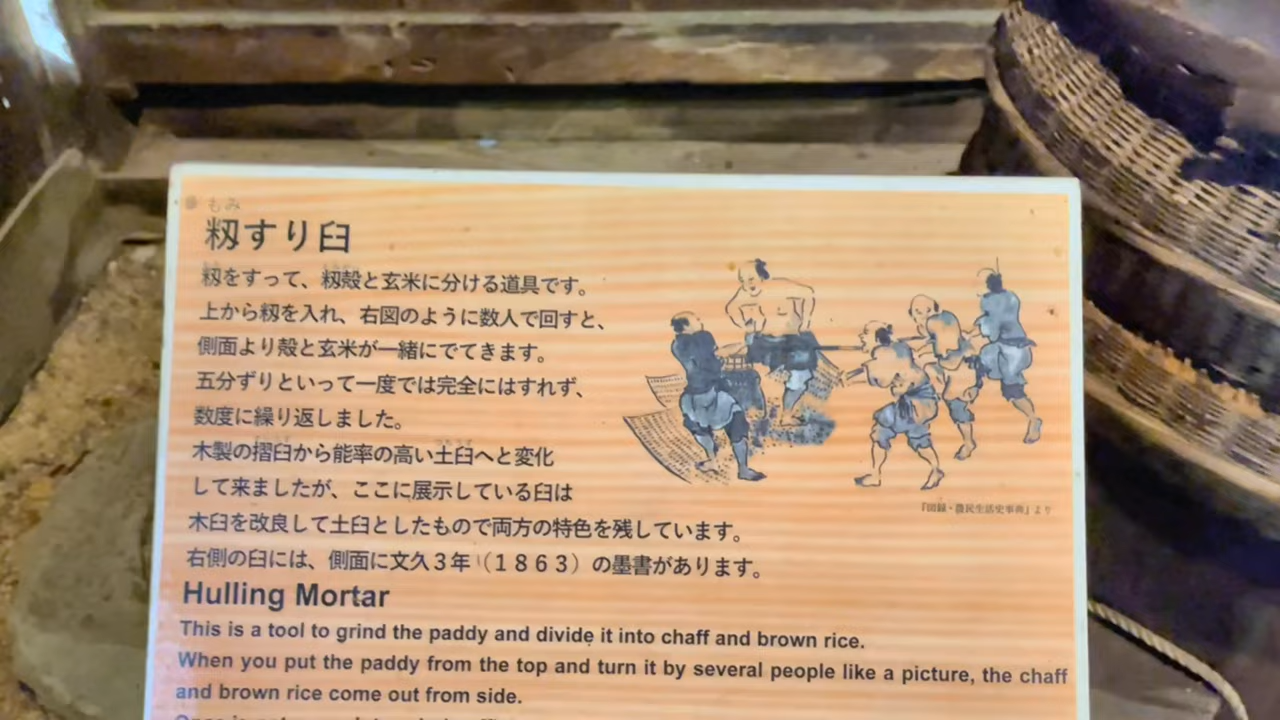 もみ
籾すり臼
籾をすって、籾殻と玄米に分ける道具です。
上から籾を入れ、右図のように数人で回すと、
側面より殻と玄米が一緒にでてきます。
五分ずりといって一度では完全にはすれず、
数度に繰り返しました。
木製の摺臼から能率の高い土臼へと変化
して来ましたが、ここに展示している臼は
木臼を改良して土臼としたもので両方の特色を残しています。
右側の臼には、側面に文久3年(1863)の墨書があります。
「図録・農民生活史事典」より
Hulling Mortar
This is a tool to grind the paddy and divide it into chaff and brown rice.
When you put the paddy from the top and turn it by several people like a picture, the chaff
and brown rice come out from side.